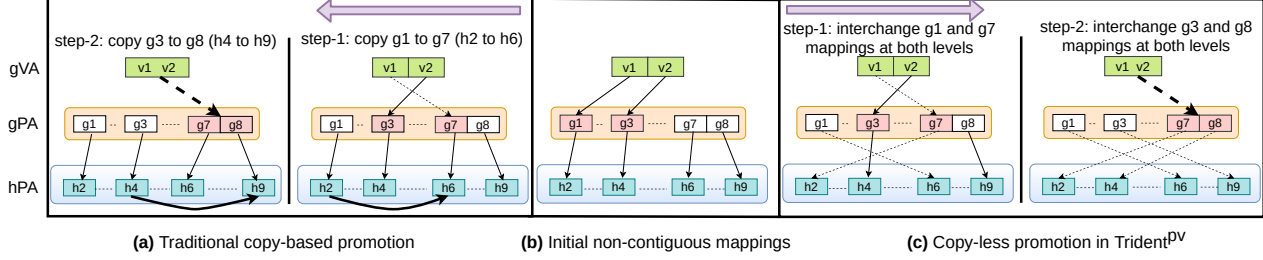 step-2: copy g3 to g8 (h4 to h9)
step-1: copy g1 to g7 (h2 to h6)
step-1: interchange g1 and g7
mappings at both levels
step-2: interchange g3 and g8
mappings at both levels
gVA
v1 v2
v1 v2
v1 v2
v1 v2
v1 v2
gPA
g1 g3 g7 g8
g1 g3 g7 g8
g1 g3 g7 g8
g1 g3 g7 g8
g1 g3 g7 g8
hPA
h2 h4 h6 h9
h2 h4 h6 h9
h2 h4 h6 h9
h2 h4 h6 h9
h2 h4 h6 h9
(a) Traditional copy-based promotion
(b) Initial non-contiguous mappings
(c) Copy-less promotion in Trident^pv